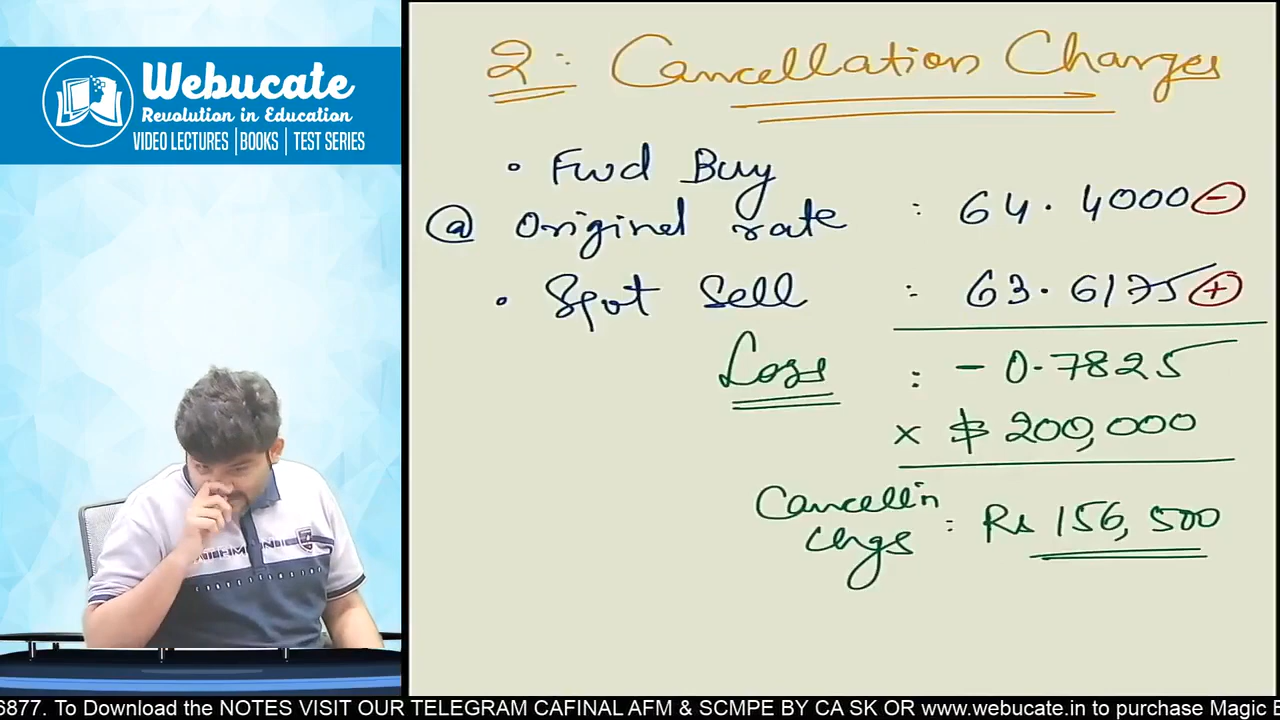 Webucate
Revolution in Education
VIDEO LECTURES | BOOKS | TEST SERIES
2: Cancellation Charges
• Fwd Buy
@ Original rate : 64.4000 -
• Spot Sell : 63.6175 +
Loss : - 0.7825
x $ 200,000
Cancell'n
chgs : Rs 156,500
6877. To Download the NOTES VISIT OUR TELEGRAM CAFINAL AFM & SCMPE BY CA SK OR www.webucate.in to purchase Magic